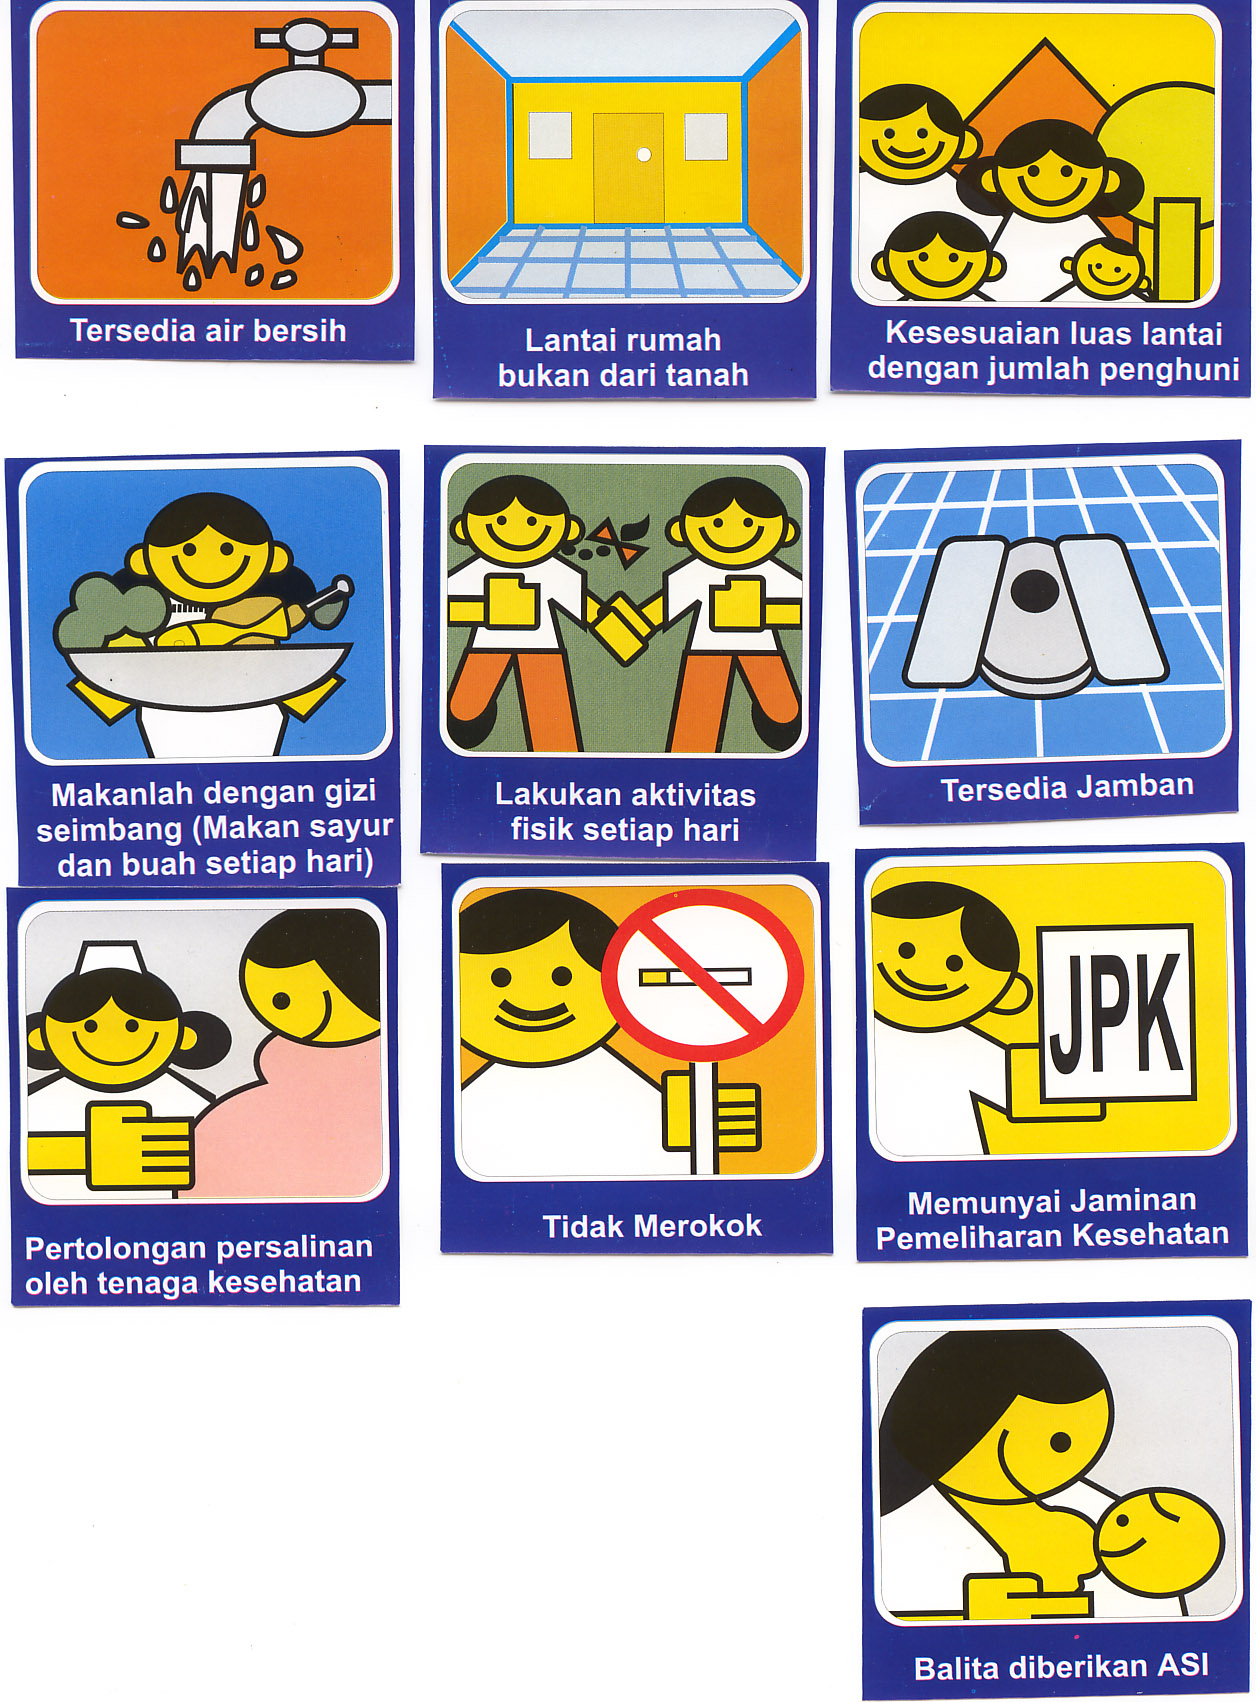 Tersedia air bersih
Lantai rumah
bukan dari tanah
Kesesuaian luas lantai
dengan jumlah penghuni
Makanlah dengan gizi
seimbang (Makan sayur
dan buah setiap hari)
Lakukan aktivitas
fisik setiap hari
Tersedia Jamban
Pertolongan persalinan
oleh tenaga kesehatan
Tidak Merokok
JPK
Memunyai Jaminan
Pemeliharan Kesehatan
Balita diberikan ASI